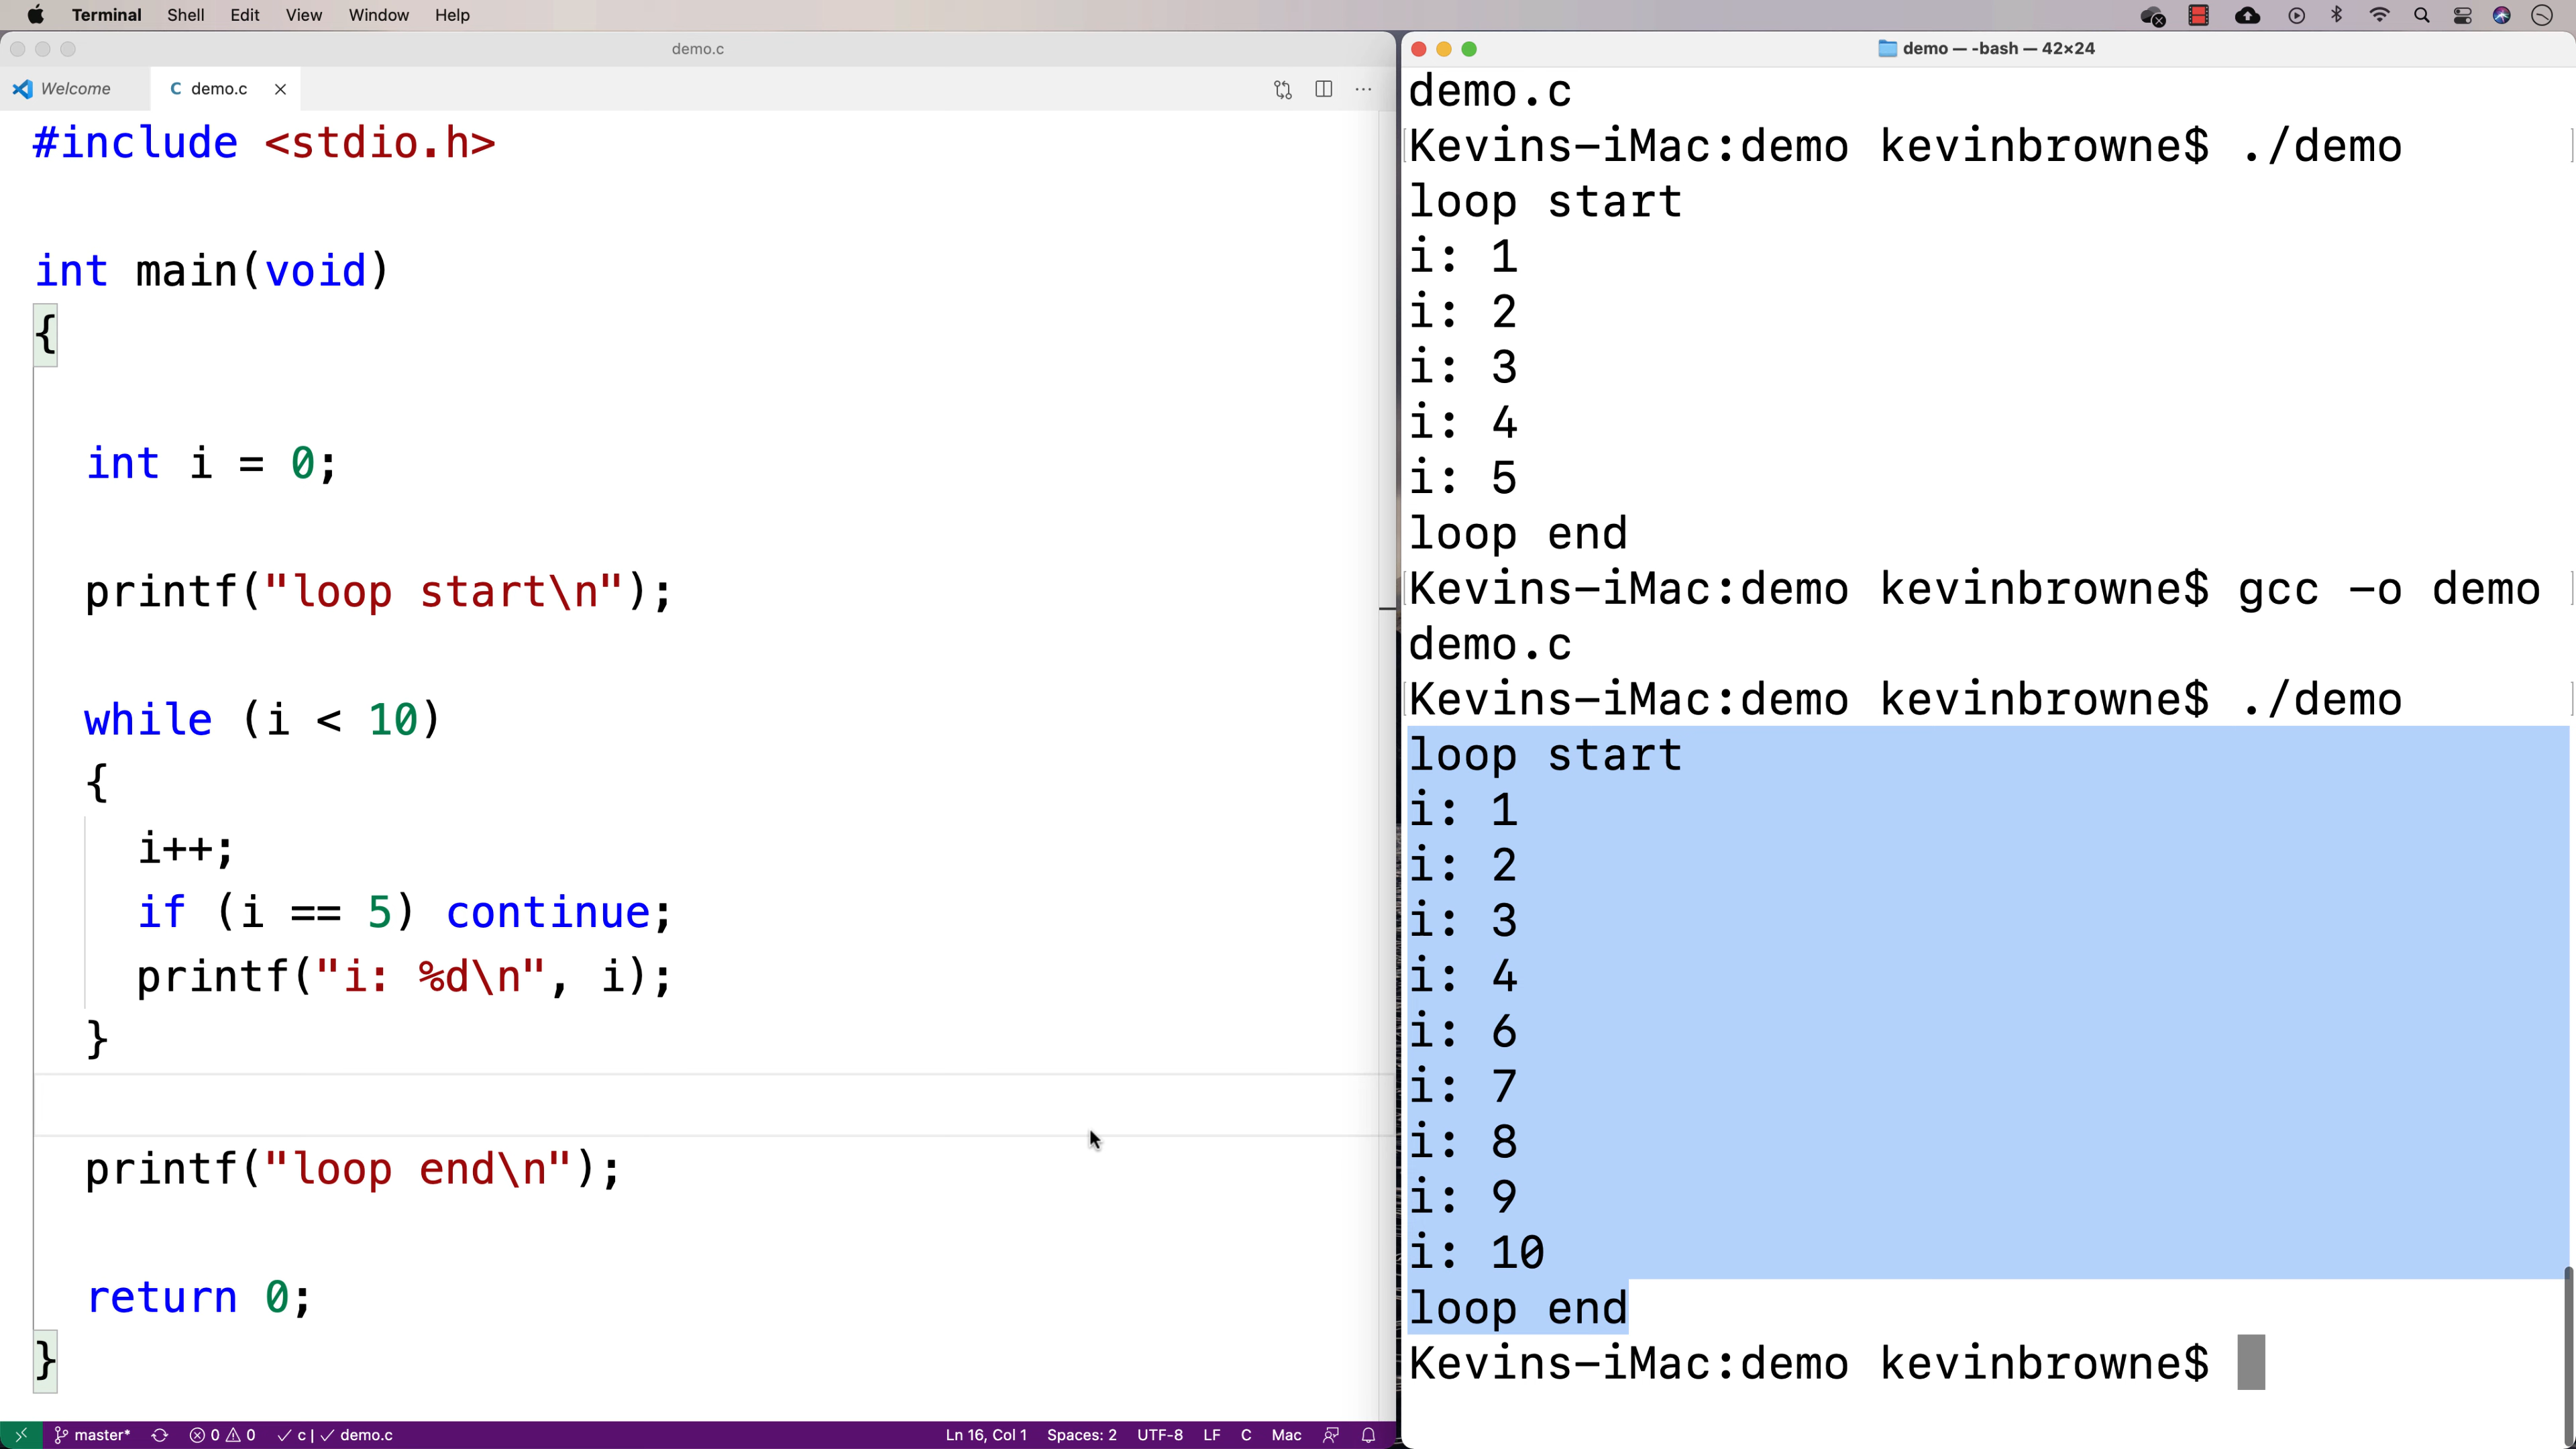 Terminal Shell Edit View Window Help
demo.c
Welcome
C demo.c
#include <stdio.h>
int main(void)
{
int i = 0;
printf("loop start\n");
while (i < 10)
{
i++;
if (i == 5) continue;
printf("i: %d\n", i);
}
printf("loop end\n");
return 0;
}
master* 0 0 c | demo.c
Ln 16, Col 1 Spaces: 2 UTF-8 LF C Mac
demo — -bash — 42×24
demo.c
Kevins-iMac:demo kevinbrowne$ ./demo
loop start
i: 1
i: 2
i: 3
i: 4
i: 5
loop end
Kevins-iMac:demo kevinbrowne$ gcc -o demo
demo.c
Kevins-iMac:demo kevinbrowne$ ./demo
loop start
i: 1
i: 2
i: 3
i: 4
i: 6
i: 7
i: 8
i: 9
i: 10
loop end
Kevins-iMac:demo kevinbrowne$